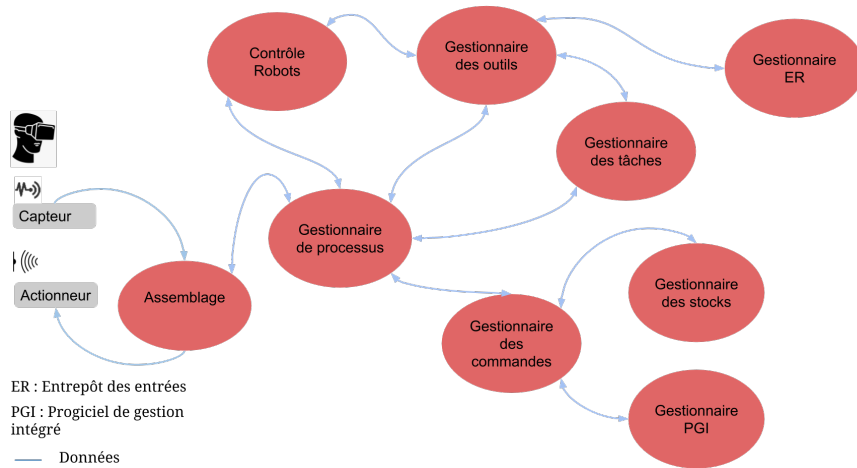 Contrôle
Robots
Gestionnaire
des outils
Gestionnaire
ER
Gestionnaire
des tâches
Capteur
Gestionnaire
de processus
Actionneur
Assemblage
Gestionnaire
des stocks
Gestionnaire
des
commandes
Gestionnaire
PGI
ER : Entrepôt des entrées
PGI : Progiciel de gestion
intégré
Données